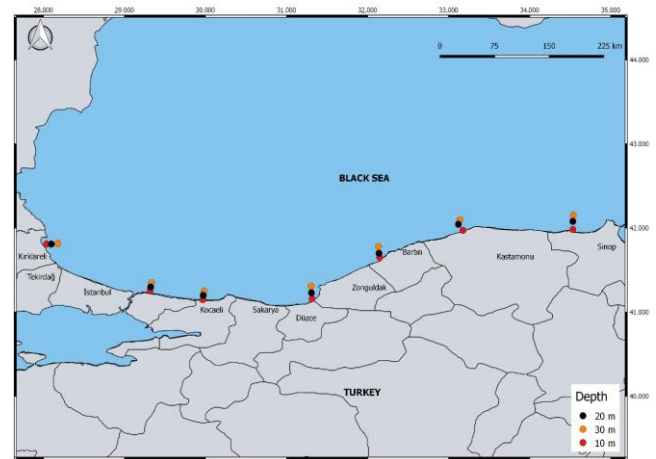 28,000 29,000 30,000 31,000 32,000 33,000 34,000 35,000
0 75 150 225 km
44.000
43.000
BLACK SEA
42.000
Kırklareli
Bartın
Kastamonu
Sinop
Tekirdağ
İstanbul
Zonguldak
Kocaeli
Sakarya
Düzce
41.000
TURKEY
40.000
Depth
20 m
30 m
10 m